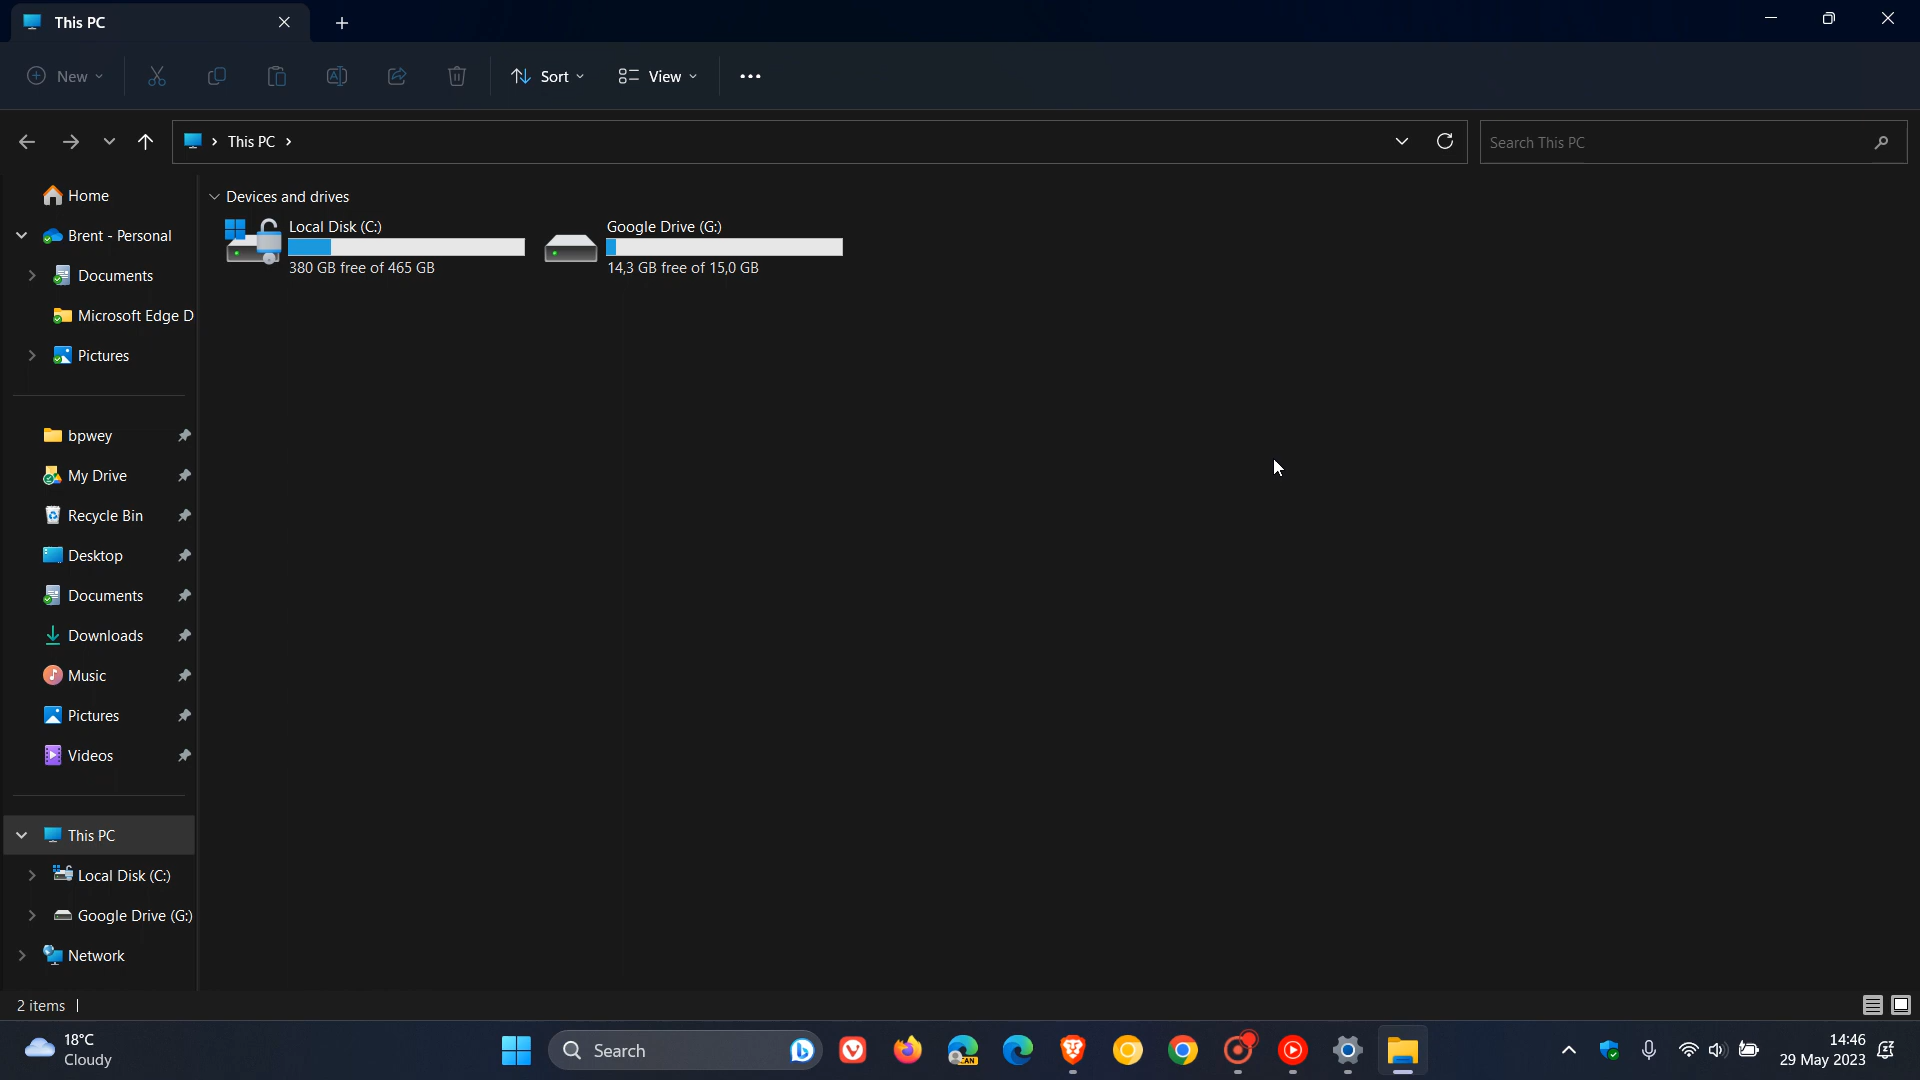 This PC
New
Sort
View
This PC
Search This PC
Home
Brent - Personal
Documents
Microsoft Edge D
Pictures
bpwey
My Drive
Recycle Bin
Desktop
Documents
Downloads
Music
Pictures
Videos
This PC
Local Disk (C:)
Google Drive (G:)
Network
Devices and drives
Local Disk (C:)
380 GB free of 465 GB
Google Drive (G:)
14,3 GB free of 15,0 GB
2 items
18°C
Cloudy
Search
CAN
14:46
29 May 2023